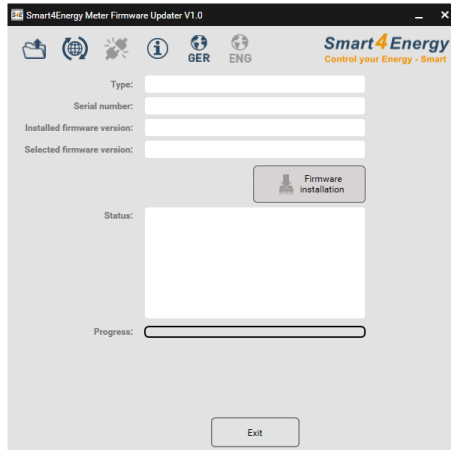 S4E Smart4Energy Meter Firmware Updater V1.0
GER ENG
Smart4Energy
Control your Energy - Smart
Type:
Serial number:
Installed firmware version:
Selected firmware version:
Firmware
installation
Status:
Progress:
Exit